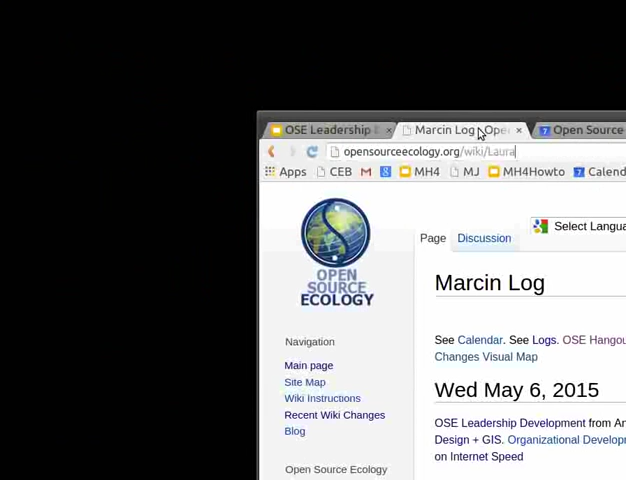 OSE Leadership
Marcin Log - Ope
Open Source
opensourceecology.org/wiki/Laura
Apps CEB MH4 MJ MH4Howto Calend
Select Langua
Page Discussion
OPEN
SOURCE
ECOLOGY
Marcin Log
Navigation
See Calendar. See Logs. OSE Hangou
Changes Visual Map
Main page
Site Map
Wed May 6, 2015
Wiki Instructions
Recent Wiki Changes
OSE Leadership Development from An
Blog
Design + GIS. Organizational Develop
on Internet Speed
Open Source Ecology